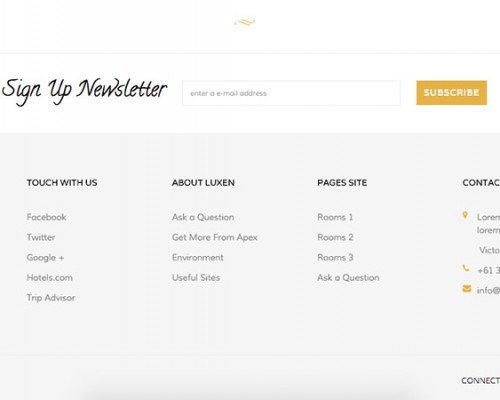 Sign Up Newsletter
enter a e-mail address
SUBSCRIBE
TOUCH WITH US
Facebook
Twitter
Google +
Hotels.com
Trip Advisor
ABOUT LUXEN
Ask a Question
Get More From Apex
Environment
Useful Sites
PAGES SITE
Rooms 1
Rooms 2
Rooms 3
Ask a Question
CONTAC
Lorem
lorem
Victo
+61 3
info@
CONNECT